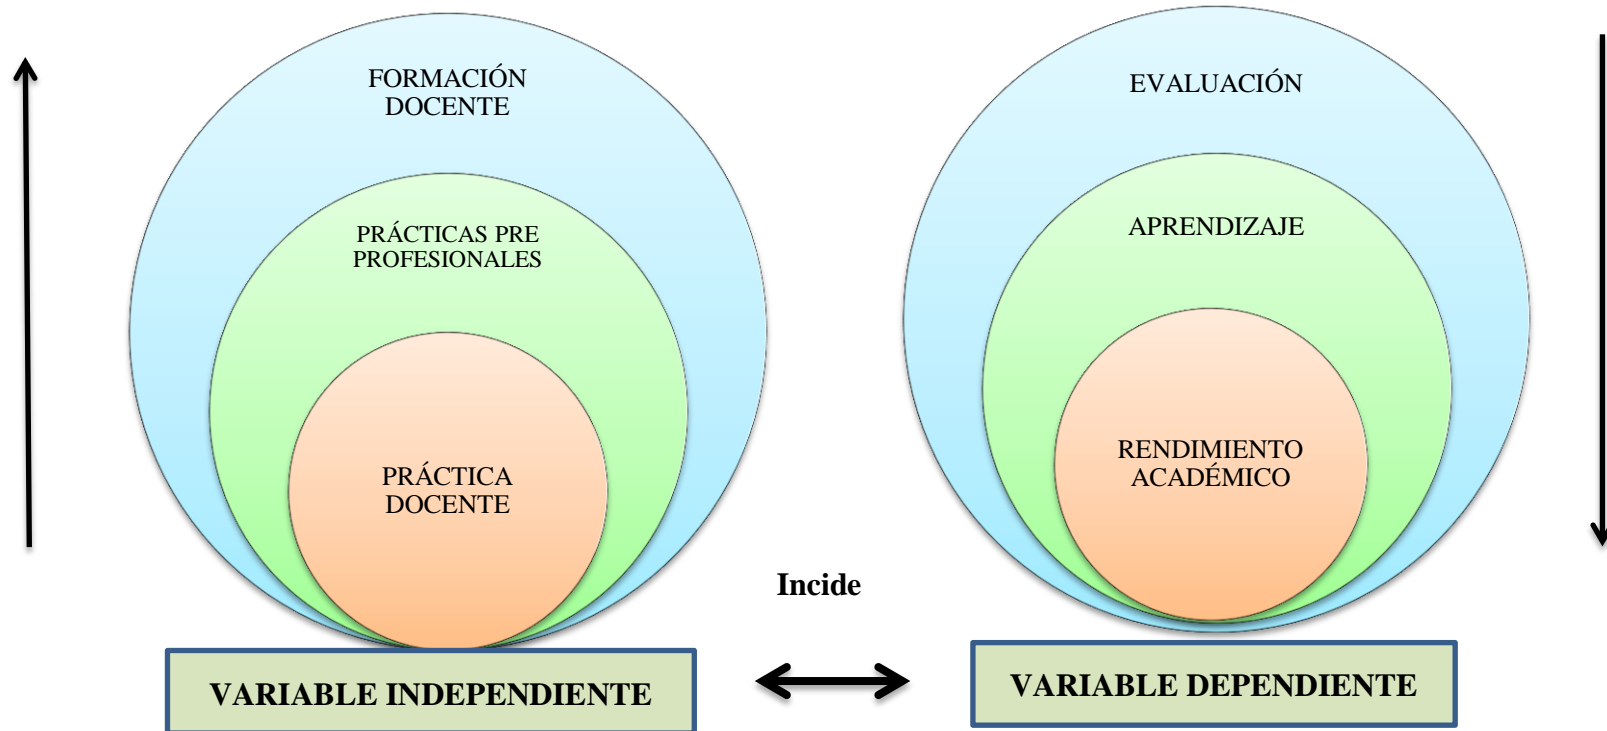 FORMACIÓN
DOCENTE
PRÁCTICAS PRE
PROFESIONALES
PRÁCTICA
DOCENTE
EVALUACIÓN
APRENDIZAJE
RENDIMIENTO
ACADÉMICO
Incide
VARIABLE INDEPENDIENTE
VARIABLE DEPENDIENTE